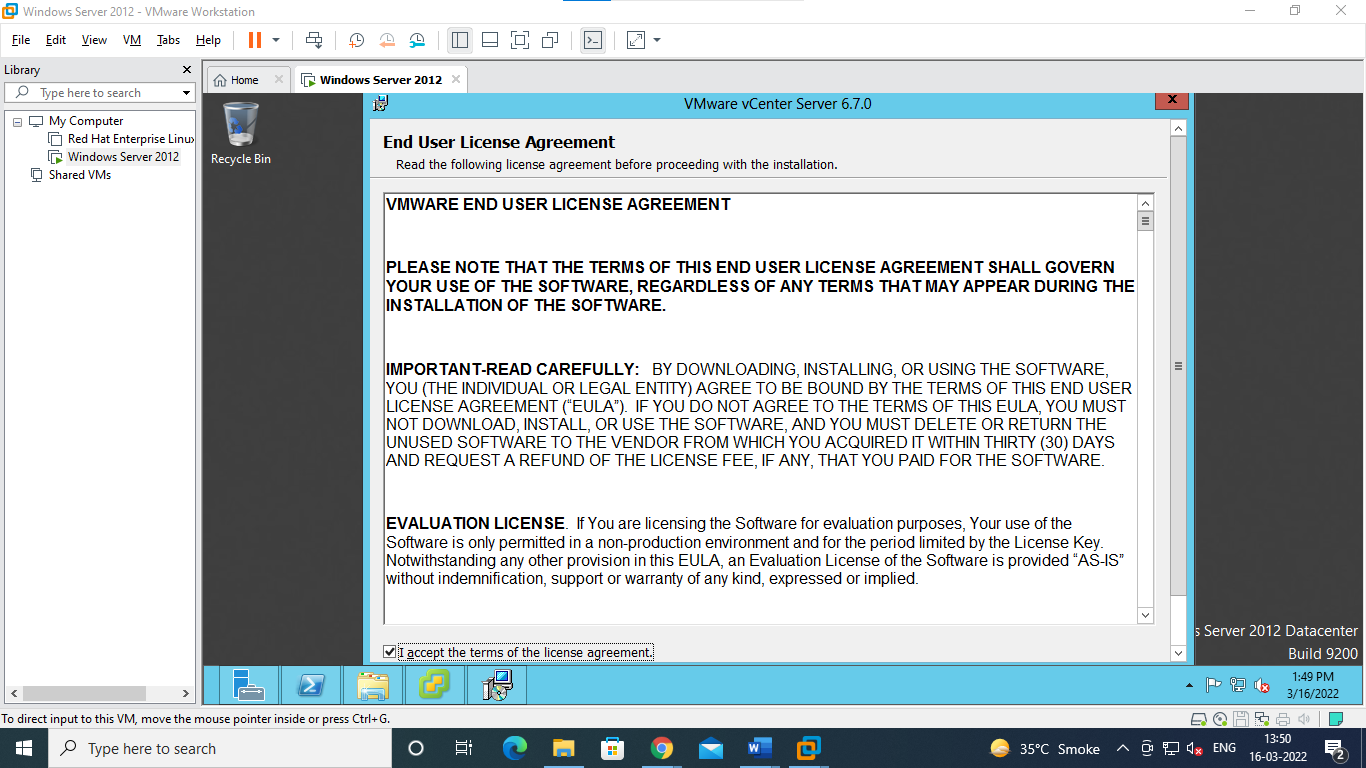 Windows Server 2012 - VMware Workstation
File Edit View VM Tabs Help
Library
Type here to search
My Computer
Red Hat Enterprise Linux
Windows Server 2012
Shared VMs
Home
Windows Server 2012
Recycle Bin
VMware vCenter Server 6.7.0
End User License Agreement
Read the following license agreement before proceeding with the installation.
VMWARE END USER LICENSE AGREEMENT
PLEASE NOTE THAT THE TERMS OF THIS END USER LICENSE AGREEMENT SHALL GOVERN
YOUR USE OF THE SOFTWARE, REGARDLESS OF ANY TERMS THAT MAY APPEAR DURING THE
INSTALLATION OF THE SOFTWARE.
IMPORTANT-READ CAREFULLY: BY DOWNLOADING, INSTALLING, OR USING THE SOFTWARE,
YOU (THE INDIVIDUAL OR LEGAL ENTITY) AGREE TO BE BOUND BY THE TERMS OF THIS END USER
LICENSE AGREEMENT (“EULA”). IF YOU DO NOT AGREE TO THE TERMS OF THIS EULA, YOU MUST
NOT DOWNLOAD, INSTALL, OR USE THE SOFTWARE, AND YOU MUST DELETE OR RETURN THE
UNUSED SOFTWARE TO THE VENDOR FROM WHICH YOU ACQUIRED IT WITHIN THIRTY (30) DAYS
AND REQUEST A REFUND OF THE LICENSE FEE, IF ANY, THAT YOU PAID FOR THE SOFTWARE.
EVALUATION LICENSE. If You are licensing the Software for evaluation purposes, Your use of the
Software is only permitted in a non-production environment and for the period limited by the License Key.
Notwithstanding any other provision in this EULA, an Evaluation License of the Software is provided “AS-IS”
without indemnification, support or warranty of any kind, expressed or implied.
I accept the terms of the license agreement.
s Server 2012 Datacenter
Build 9200
1:49 PM
3/16/2022
To direct input to this VM, move the mouse pointer inside or press Ctrl+G.
Type here to search
35°C Smoke
ENG
13:50
16-03-2022
2